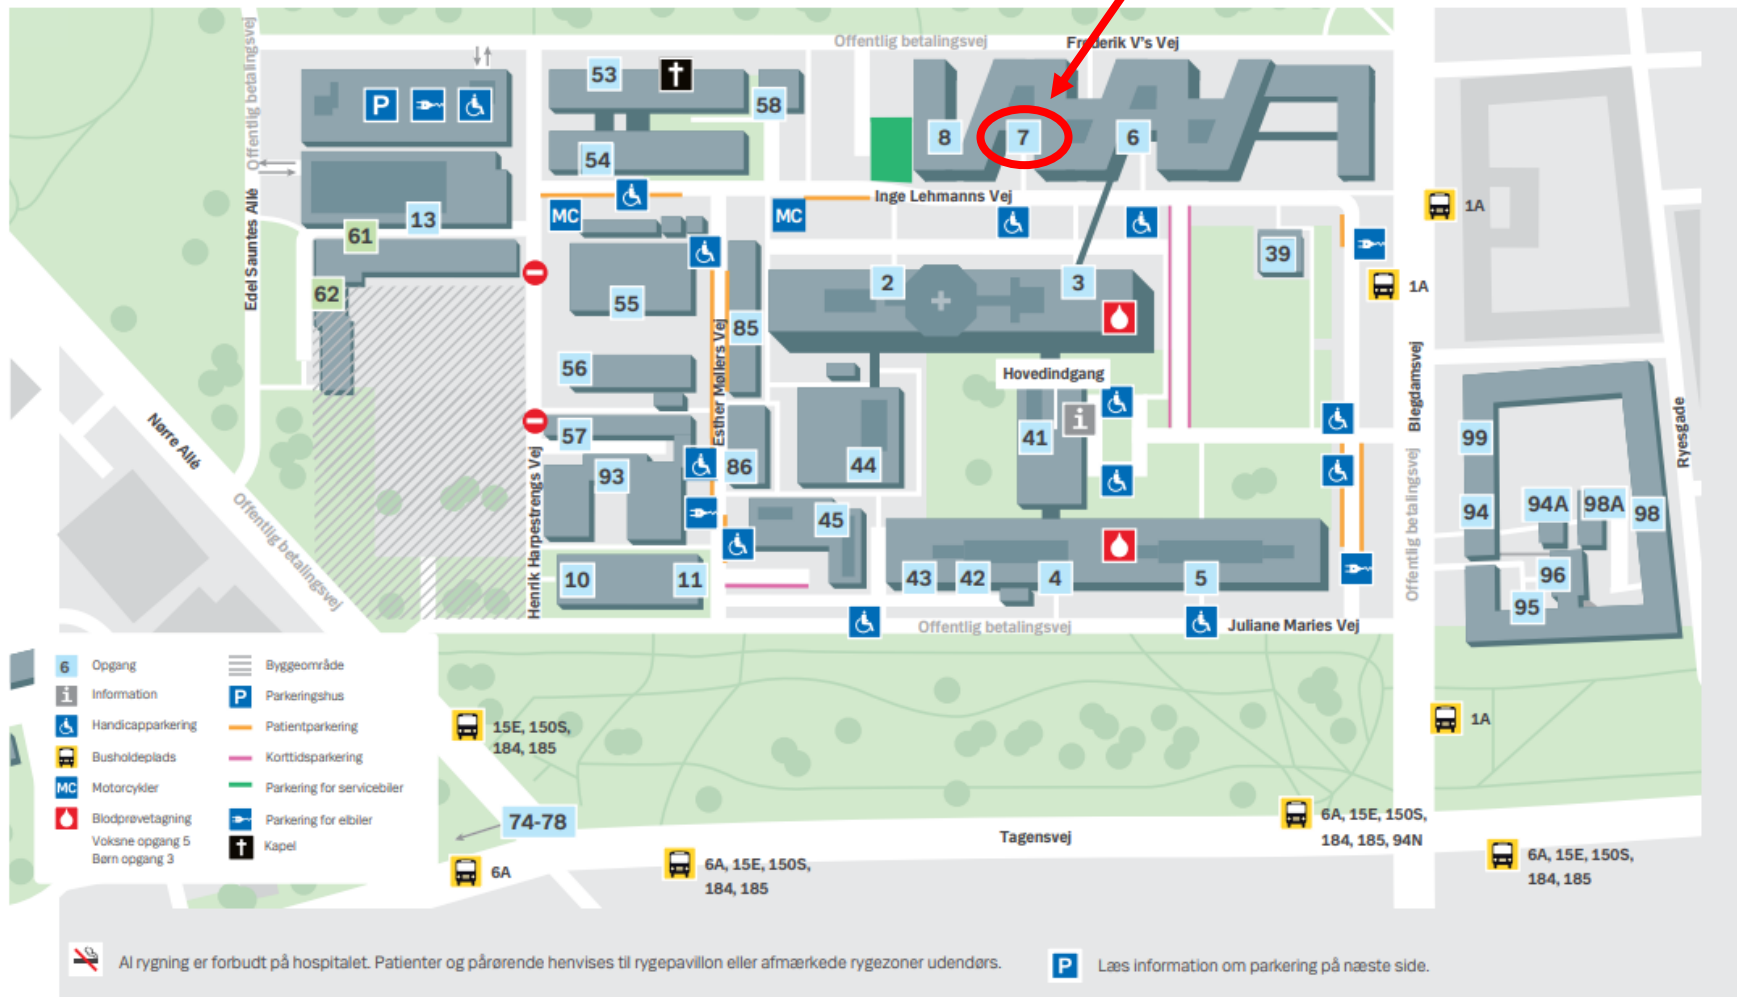 Offentlig betalingsvej
Frederik V's Vej
Offentlig betalingsvej
53
58
P
8
7
6
54
Inge Lehmanns Vej
1A
Edel Sauntes Allé
13
MC
MC
61
39
62
2
3
1A
55
85
Esther Møllers Vej
56
Hovedindgang
Blegdamsvej
Ryesgade
Nørre Allé
57
41
i
99
Henrik Harpestrengs Vej
93
86
44
Offentlig betalingsvej
45
94
94A
98A
98
Offentlig betalingsvej
10
11
43
42
4
5
96
95
Offentlig betalingsvej
Juliane Maries Vej
6 Opgang
i Information
Handicapparkering
Busholdeplads
MC Motorcykler
Blodprøvetagning
Voksne opgang 5
Børn opgang 3
Byggeområde
P Parkeringshus
Patientparkering
Korttidsparkering
Parkering for servicebiler
Parkering for elbiler
Kapel
15E, 150S,
184, 185
1A
74-78
6A
6A, 15E, 150S,
184, 185
Tagensvej
6A, 15E, 150S,
184, 185, 94N
6A, 15E, 150S,
184, 185
Al rygning er forbudt på hospitalet. Patienter og pårørende henvises til rygepavillon eller afmærkede rygezoner udendørs.
P Læs information om parkering på næste side.